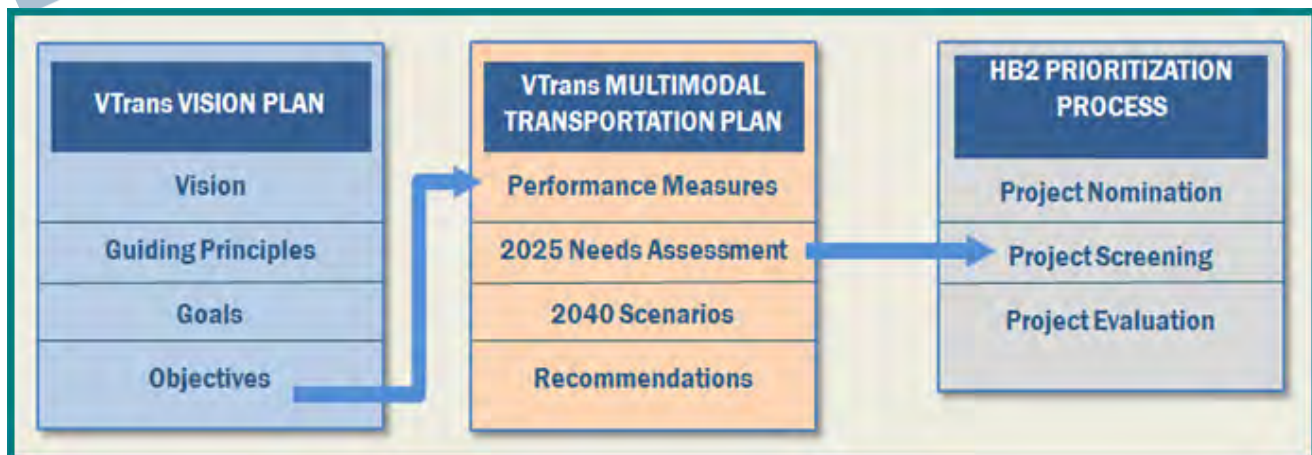 VTrans VISION PLAN
Vision
Guiding Principles
Goals
Objectives
VTrans MULTIMODAL
TRANSPORTATION PLAN
Performance Measures
2025 Needs Assessment
2040 Scenarios
Recommendations
HB2 PRIORITIZATION
PROCESS
Project Nomination
Project Screening
Project Evaluation